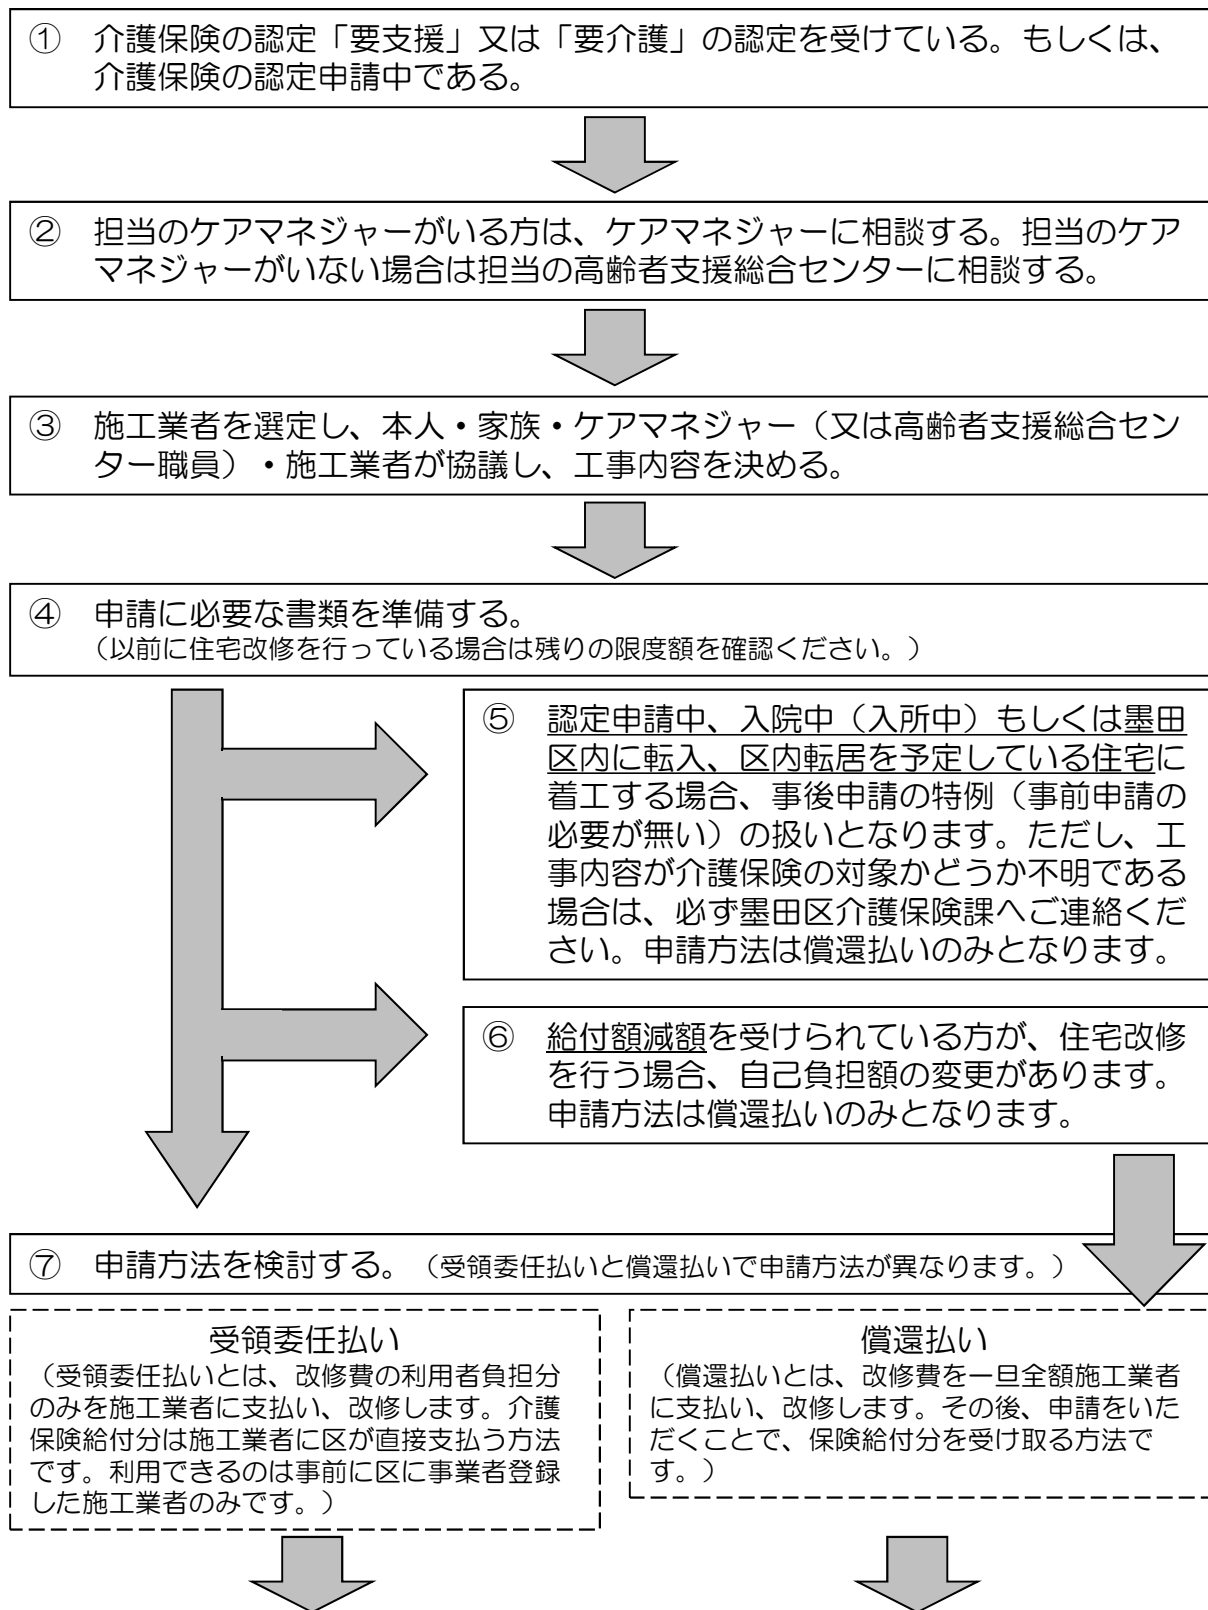 ① 介護保険の認定「要支援」又は「要介護」の認定を受けている。もしくは、
介護保険の認定申請中である。
② 担当のケアマネジャーがいる方は、ケアマネジャーに相談する。担当のケア
マネジャーがいない場合は担当の高齢者支援総合センターに相談する。
③ 施工業者を選定し、本人・家族・ケアマネジャー（又は高齢者支援総合セン
ター職員）・施工業者が協議し、工事内容を決める。
④ 申請に必要な書類を準備する。
（以前に住宅改修を行っている場合は残りの限度額を確認ください。）
⑤ 認定申請中、入院中（入所中）もしくは墨田
区内に転入、区内転居を予定している住宅に
着工する場合、事後申請の特例（事前申請の
必要が無い）の扱いとなります。ただし、工
事内容が介護保険の対象かどうか不明である
場合は、必ず墨田区介護保険課へご連絡くだ
さい。申請方法は償還払いのみとなります。
⑥ 給付額減額を受けられている方が、住宅改修
を行う場合、自己負担額の変更があります。
申請方法は償還払いのみとなります。
⑦ 申請方法を検討する。（受領委任払いと償還払いで申請方法が異なります。）
受領委任払い
（受領委任払いとは、改修費の利用者負担分
のみを施工業者に支払い、改修します。介護
保険給付分は施工業者に区が直接支払う方法
です。利用できるのは事前に区に事業者登録
した施工業者のみです。）
償還払い
（償還払いとは、改修費を一旦全額施工業者
に支払い、改修します。その後、申請をいた
だくことで、保険給付分を受け取る方法で
す。）